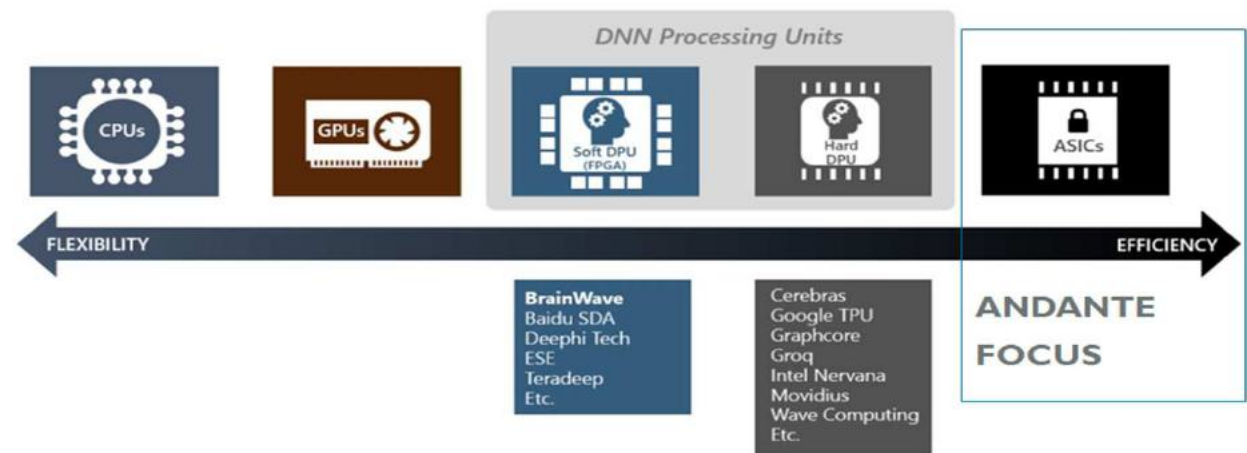 DNN Processing Units
CPUs
GPUs
Soft DPU
(FPGA)
Hard
DPU
ASICs
FLEXIBILITY
EFFICIENCY
BrainWave
Baidu SDA
Deephi Tech
ESE
Teradeep
Etc.
Cerebras
Google TPU
Graphcore
Groq
Intel Nervana
Movidius
Wave Computing
Etc.
ANDANTE
FOCUS